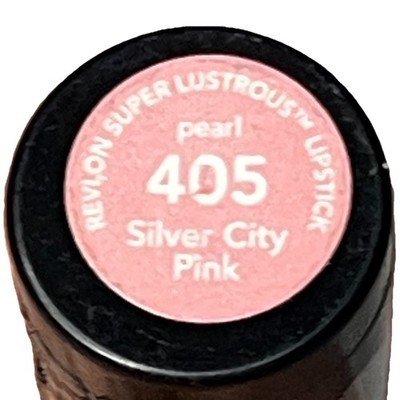 REVLON SUPER LUSTROUS™ LIPSTICK
pearl
405
Silver City
Pink